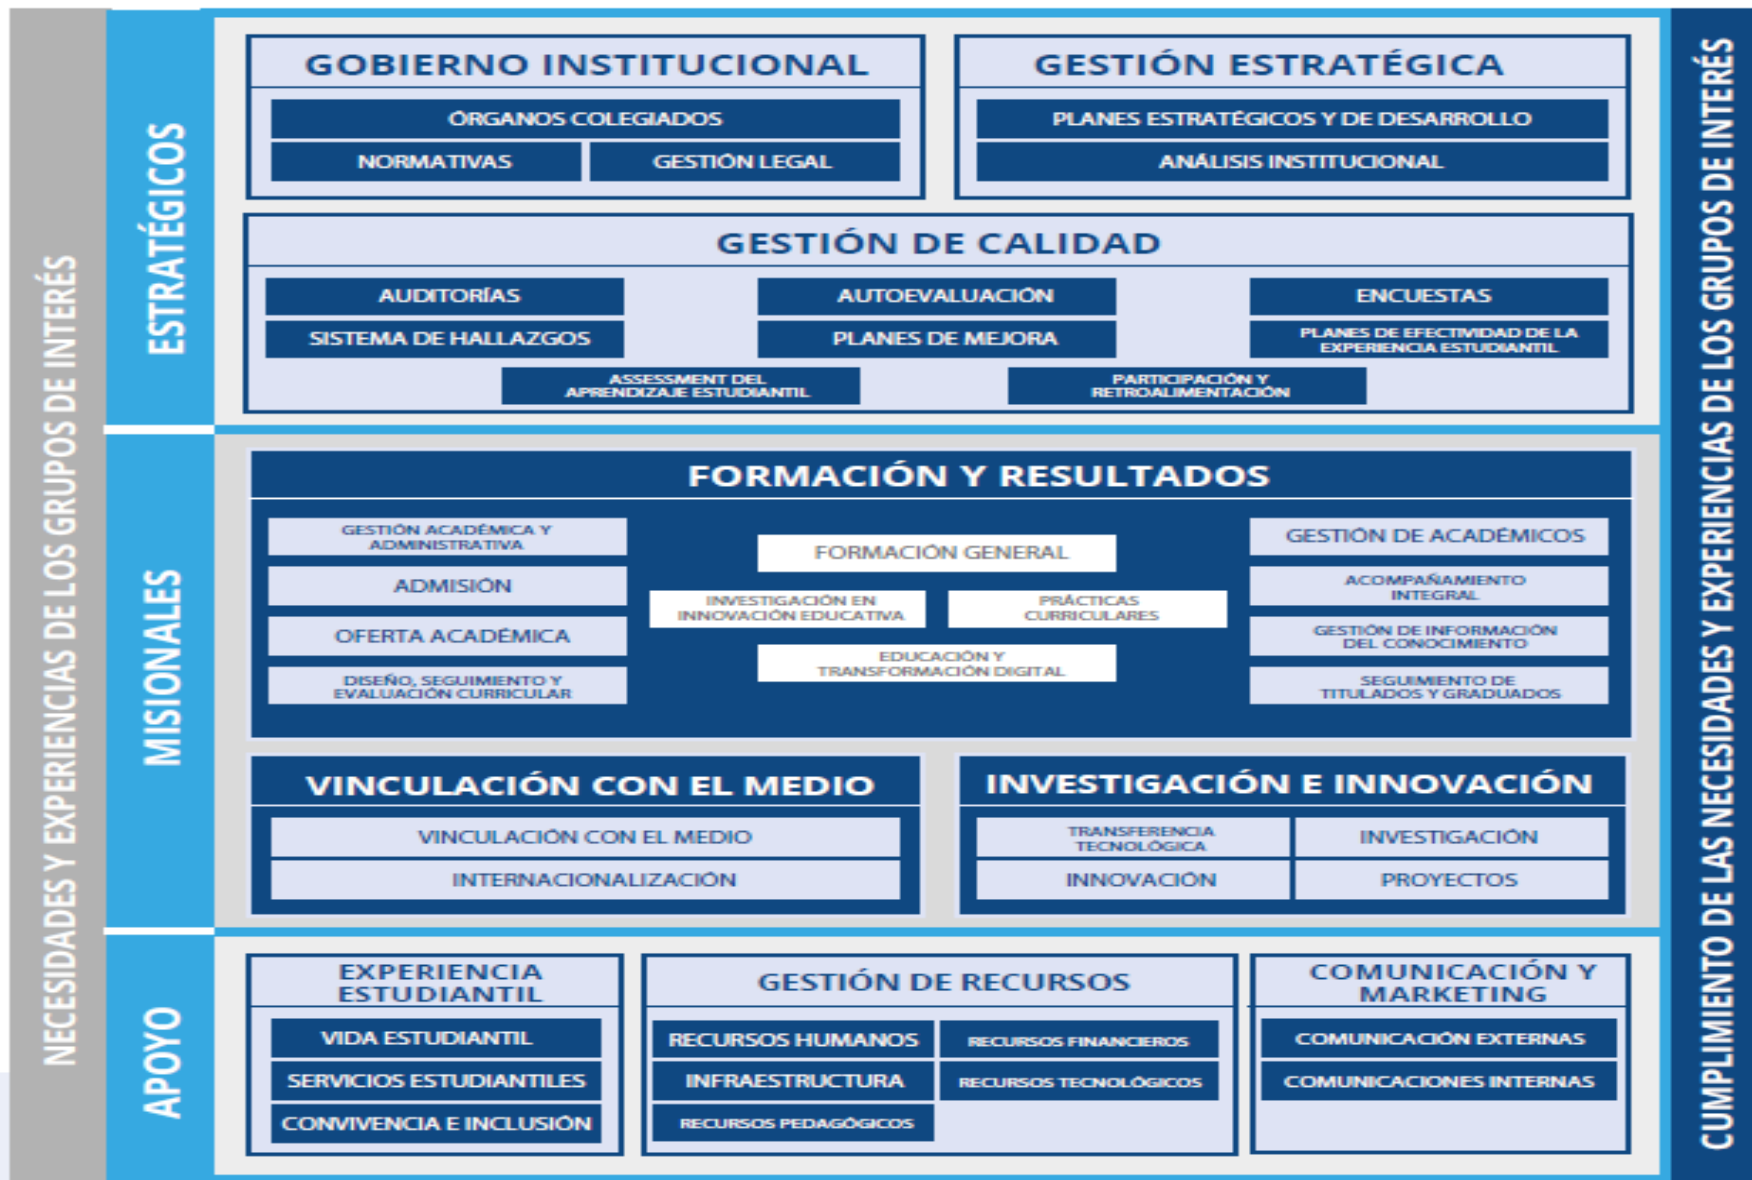 NECESIDADES Y EXPERIENCIAS DE LOS GRUPOS DE INTERÉS
ESTRATÉGICOS
GOBIERNO INSTITUCIONAL
ÓRGANOS COLEGIADOS
NORMATIVAS
GESTIÓN LEGAL
GESTIÓN ESTRATÉGICA
PLANES ESTRATÉGICOS Y DE DESARROLLO
ANÁLISIS INSTITUCIONAL
GESTIÓN DE CALIDAD
AUDITORÍAS
AUTOEVALUACIÓN
ENCUESTAS
SISTEMA DE HALLAZGOS
PLANES DE MEJORA
PLANES DE EFECTIVIDAD DE LA
EXPERIENCIA ESTUDIANTIL
ASSESSMENT DEL
APRENDIZAJE ESTUDIANTIL
PARTICIPACIÓN Y
RETROALIMENTACIÓN
MISIONALES
FORMACIÓN Y RESULTADOS
GESTIÓN ACADÉMICA Y
ADMINISTRATIVA
ADMISIÓN
OFERTA ACADÉMICA
DISEÑO, SEGUIMIENTO Y
EVALUACIÓN CURRICULAR
FORMACIÓN GENERAL
INVESTIGACIÓN EN
INNOVACIÓN EDUCATIVA
PRÁCTICAS
CURRICULARES
EDUCACIÓN Y
TRANSFORMACIÓN DIGITAL
GESTIÓN DE ACADÉMICOS
ACOMPAÑAMIENTO
INTEGRAL
GESTIÓN DE INFORMACIÓN
DEL CONOCIMIENTO
SEGUIMIENTO DE
TITULADOS Y GRADUADOS
VINCULACIÓN CON EL MEDIO
VINCULACIÓN CON EL MEDIO
INTERNACIONALIZACIÓN
INVESTIGACIÓN E INNOVACIÓN
TRANSFERENCIA
TECNOLÓGICA
INVESTIGACIÓN
INNOVACIÓN
PROYECTOS
APOYO
EXPERIENCIA
ESTUDIANTIL
VIDA ESTUDIANTIL
SERVICIOS ESTUDIANTILES
CONVIVENCIA E INCLUSIÓN
GESTIÓN DE RECURSOS
RECURSOS HUMANOS
RECURSOS FINANCIEROS
INFRAESTRUCTURA
RECURSOS TECNOLÓGICOS
RECURSOS PEDAGÓGICOS
COMUNICACIÓN Y
MARKETING
COMUNICACIÓN EXTERNAS
COMUNICACIONES INTERNAS
CUMPLIMIENTO DE LAS NECESIDADES Y EXPERIENCIAS DE LOS GRUPOS DE INTERÉS